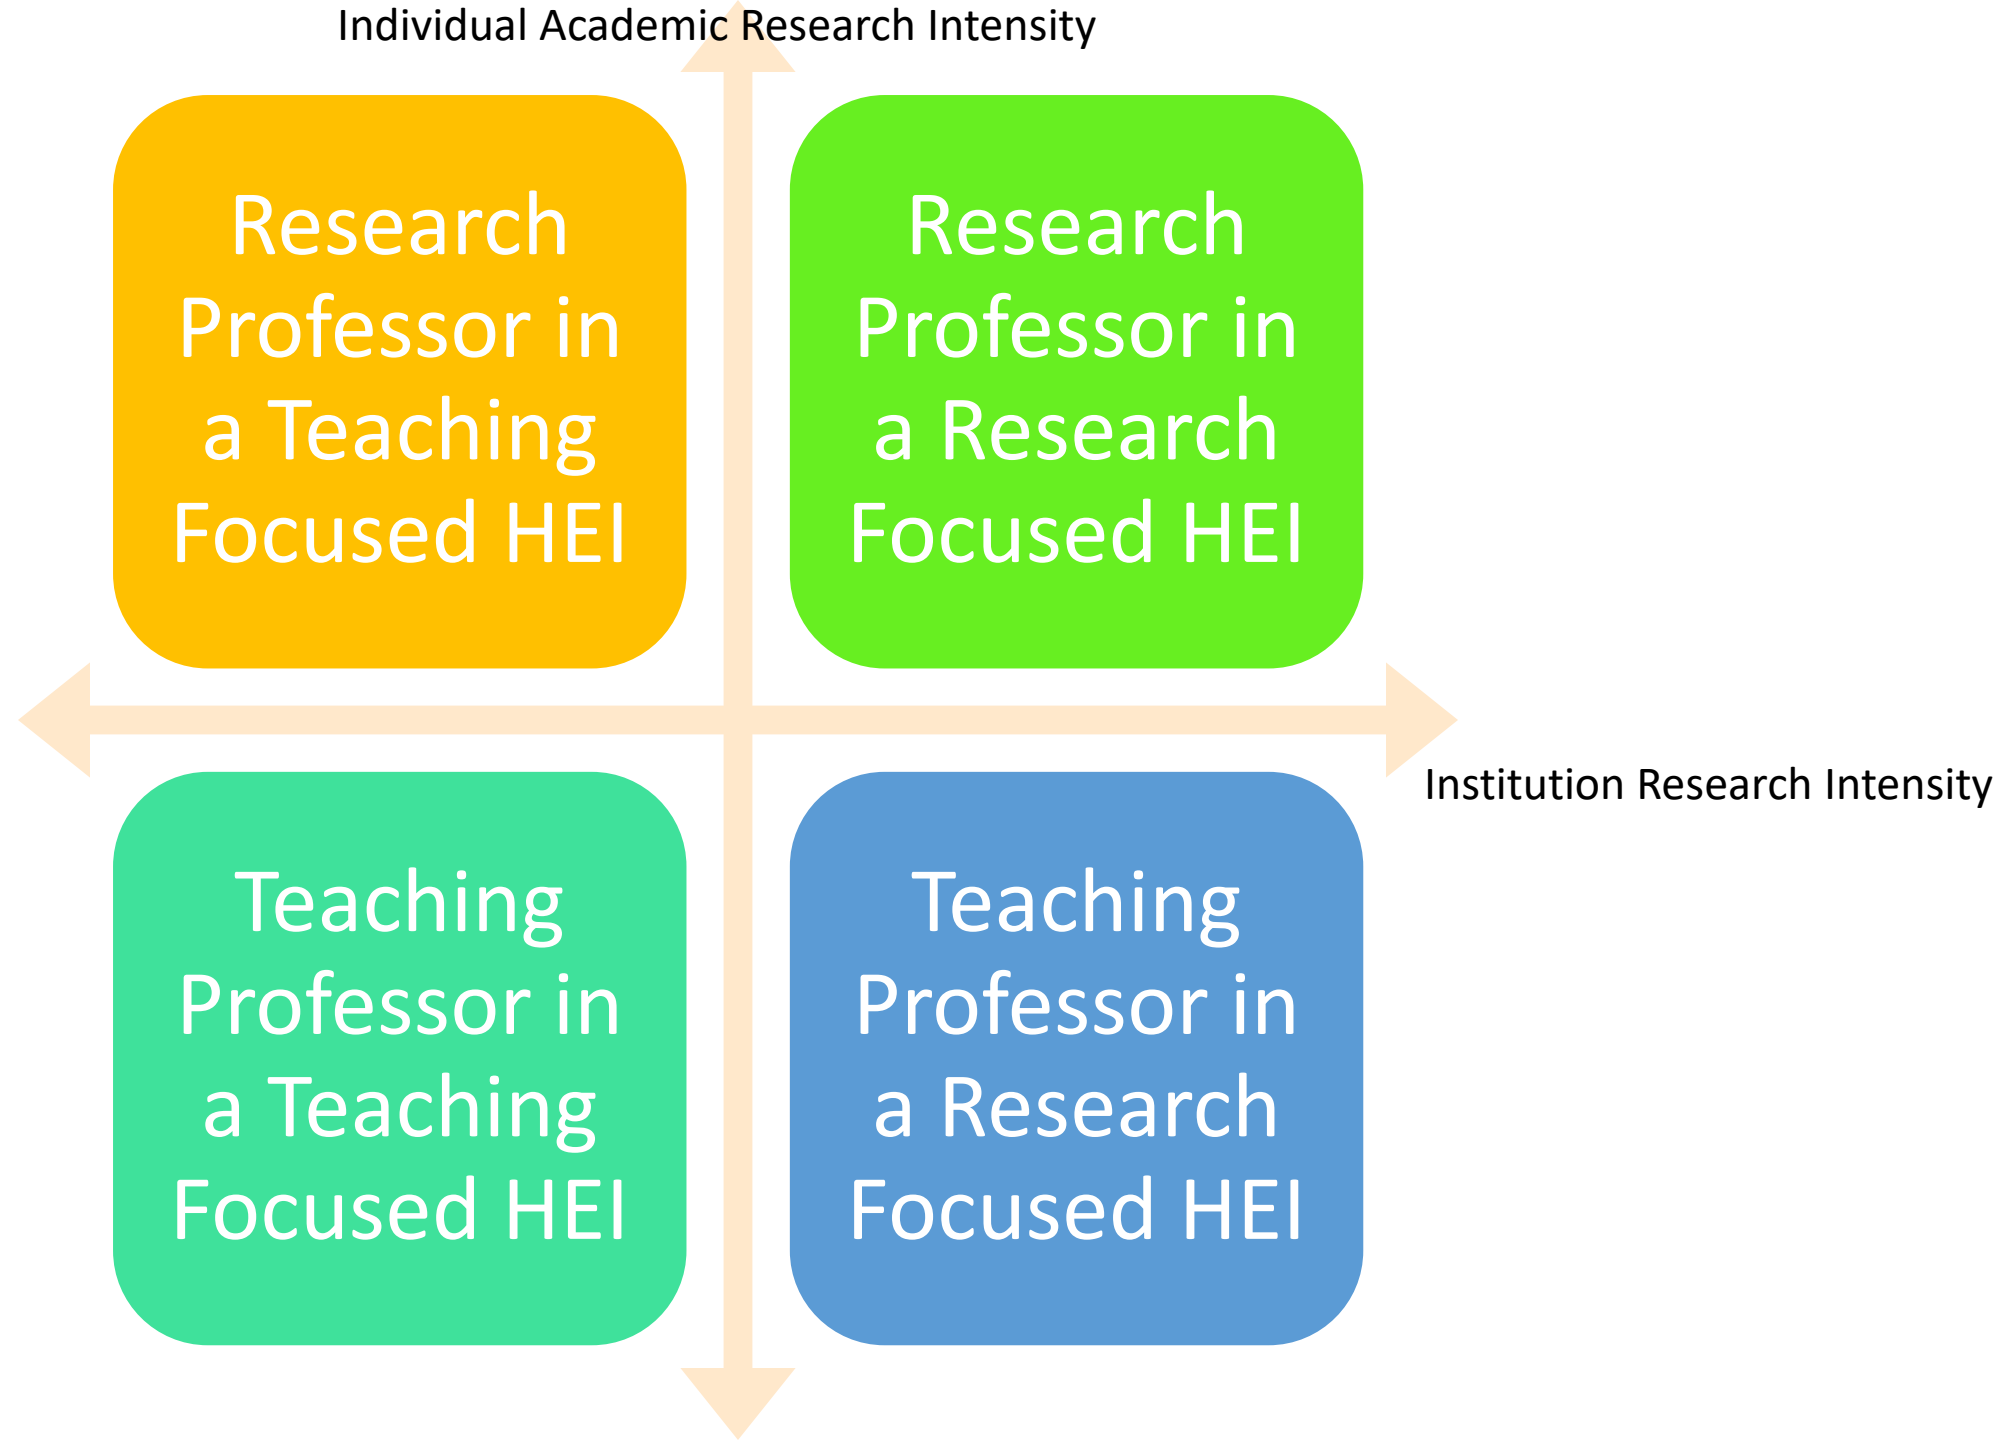 Individual Academic Research Intensity
Research
Professor in
a Teaching
Focused HEI
Research
Professor in
a Research
Focused HEI
Institution Research Intensity
Teaching
Professor in
a Teaching
Focused HEI
Teaching
Professor in
a Research
Focused HEI